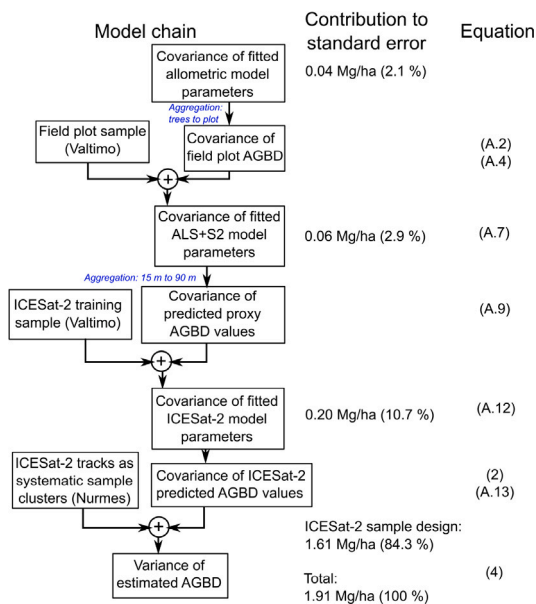 Model chain
Contribution to
standard error
Equation
Covariance of fitted
allometric model
parameters
0.04 Mg/ha (2.1 %)
Aggregation:
trees to plot
Field plot sample
(Valtimo)
Covariance of
field plot AGBD
(A.2)
(A.4)
+
Covariance of fitted
ALS+S2 model
parameters
0.06 Mg/ha (2.9 %)
(A.7)
Aggregation: 15 m to 90 m
ICESat-2 training
sample (Valtimo)
Covariance of
predicted proxy
AGBD values
(A.9)
+
Covariance of fitted
ICESat-2 model
parameters
0.20 Mg/ha (10.7 %)
(A.12)
ICESat-2 tracks as
systematic sample
clusters (Nurmes)
Covariance of ICESat-2
predicted AGBD values
(2)
(A.13)
+
ICESat-2 sample design:
1.61 Mg/ha (84.3 %)
Variance of
estimated AGBD
Total:
1.91 Mg/ha (100 %)
(4)